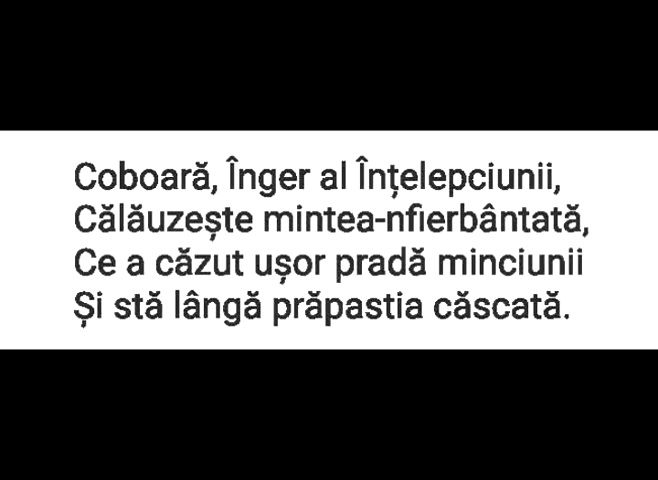 Coboară, Înger al Înțelepciunii,
Călăuzește mintea-nfierbântată,
Ce a căzut ușor pradă minciunii
Și stă lângă prăpastia căscată.